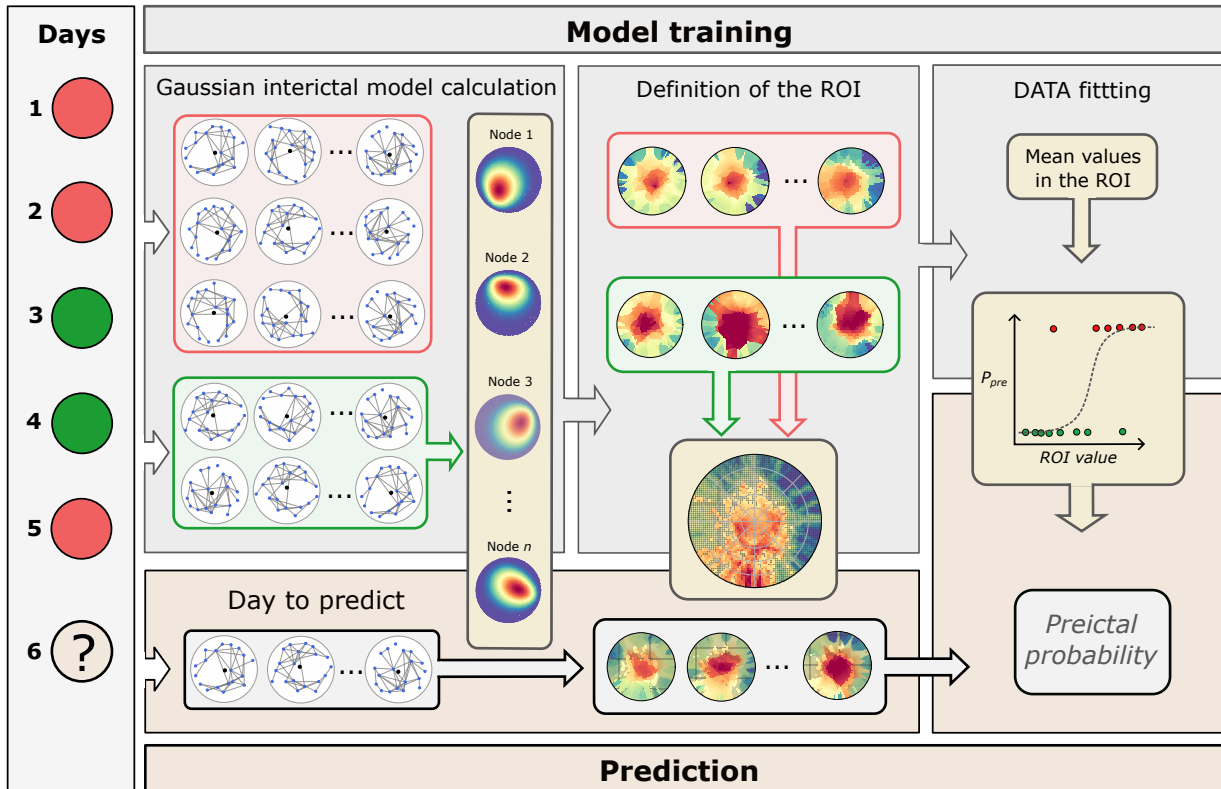 Days
1
2
3
4
5
6
?
Model training
Gaussian interictal model calculation
...
...
...
...
...
Node 1
Node 2
Node 3
...
Node n
Definition of the ROI
...
...
DATA fittting
Mean values
in the ROI
P_pre
ROI value
Day to predict
...
...
Preictal
probability
Prediction